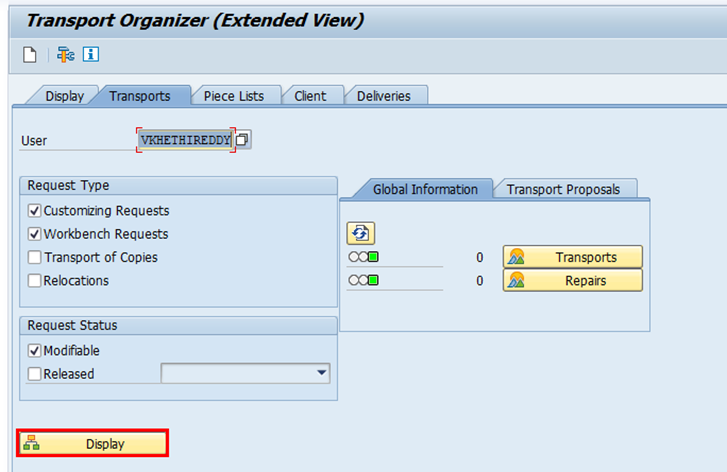 Transport Organizer (Extended View)
Display Transports Piece Lists Client Deliveries
User VKHETHIREDDY
Request Type
Customizing Requests
Workbench Requests
Transport of Copies
Relocations
Request Status
Modifiable
Released
Global Information Transport Proposals
0 Transports
0 Repairs
Display